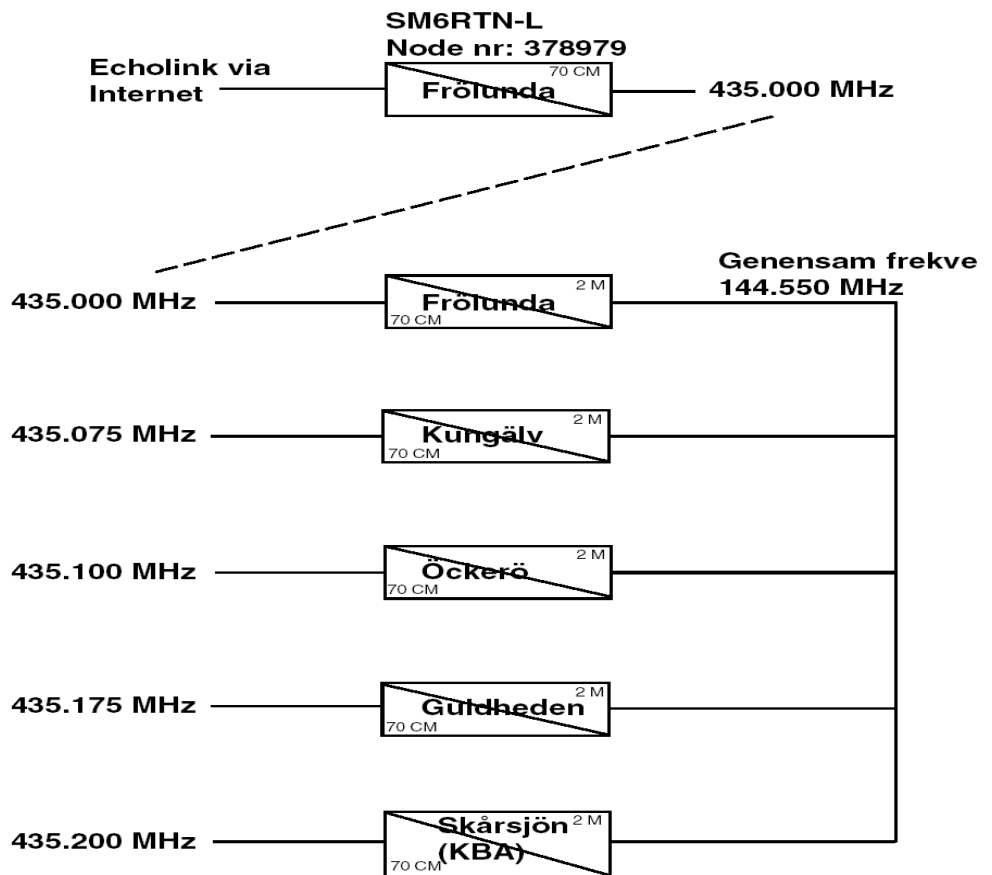 SM6RTN-L
Node nr: 378979
Echolink via
Internet
70 CM
Frölunda
435.000 MHz
Genensam frekve
144.550 MHz
435.000 MHz
2 M
Frölunda
70 CM
435.075 MHz
2 M
Kungälv
70 CM
435.100 MHz
2 M
Öckerö
70 CM
435.175 MHz
2 M
Guldheden
70 CM
435.200 MHz
Skårsjön
2 M
(KBA)
70 CM